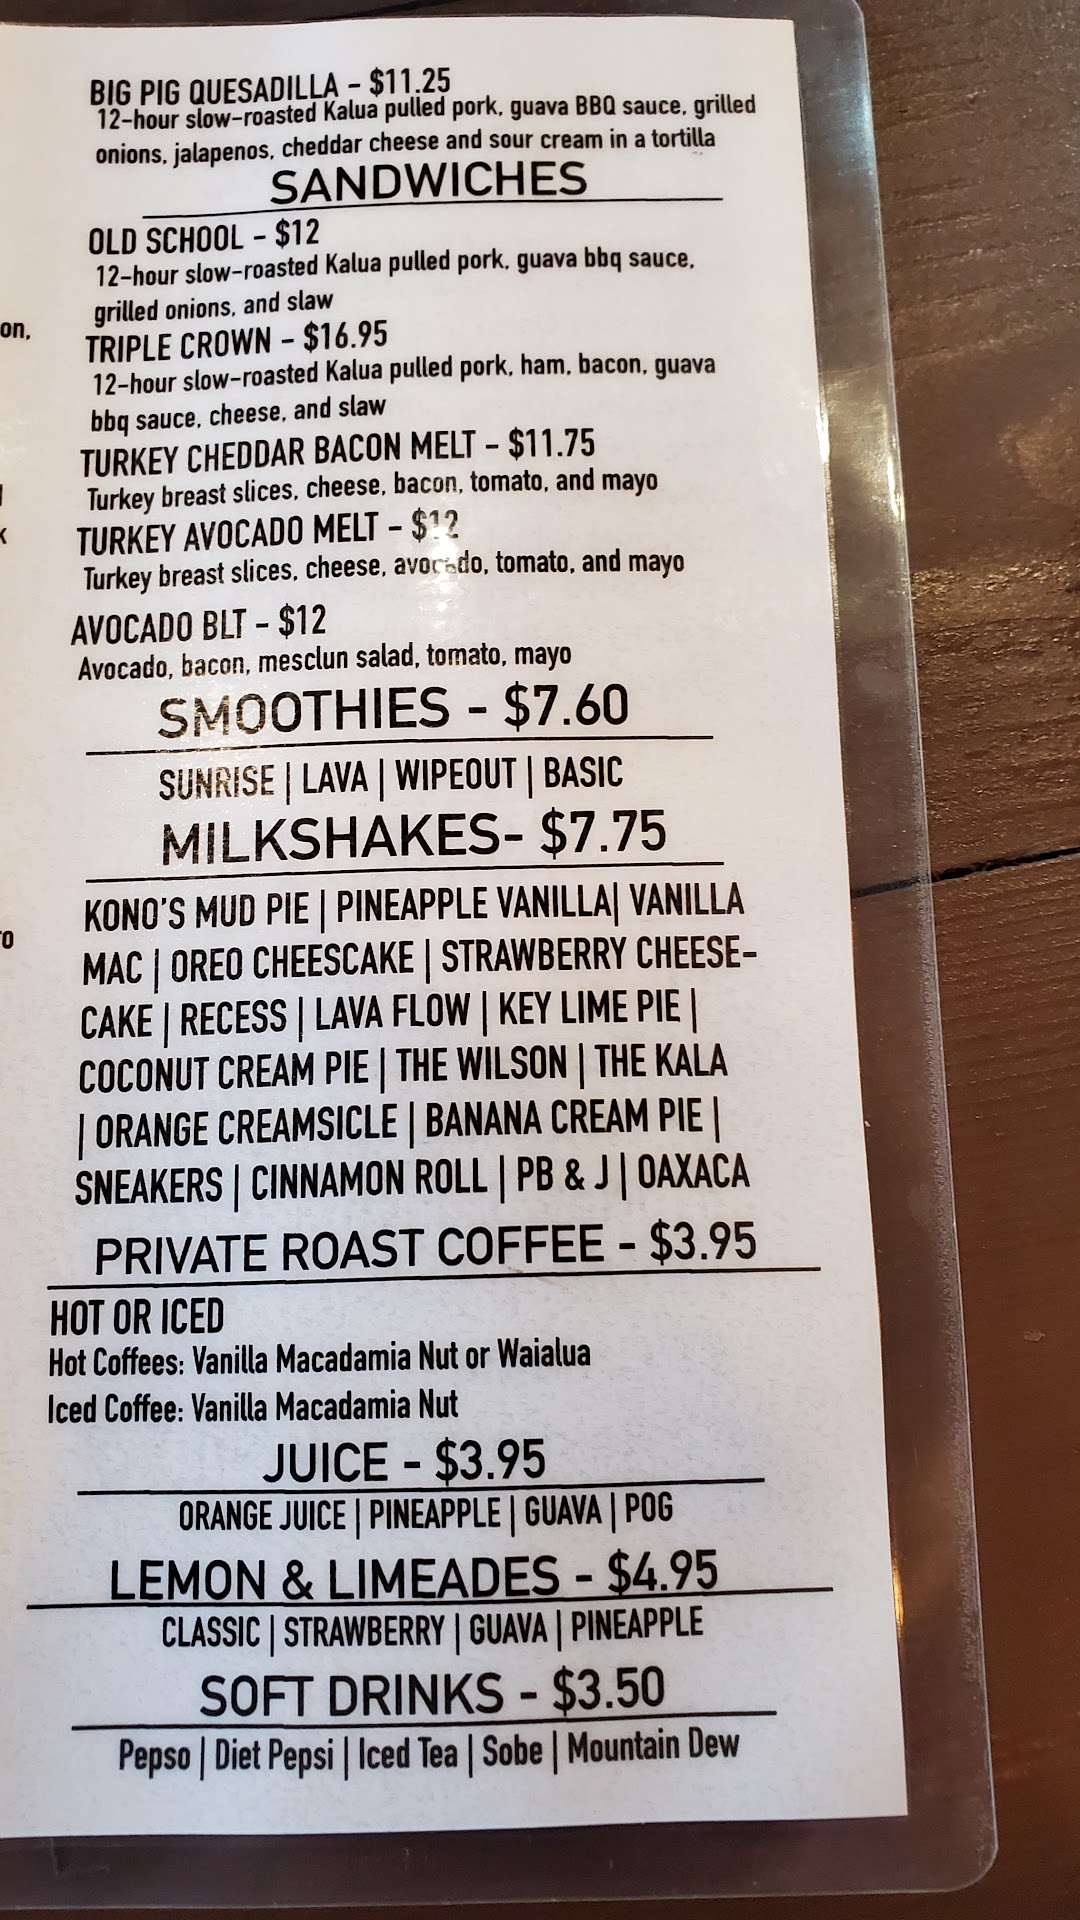 BIG PIG QUESADILLA - $11.25
12-hour slow-roasted Kalua pulled pork, guava BBQ sauce, grilled
onions, jalapenos, cheddar cheese and sour cream in a tortilla
SANDWICHES
OLD SCHOOL - $12
12-hour slow-roasted Kalua pulled pork, guava bbq sauce,
grilled onions, and slaw
on,
TRIPLE CROWN - $16.95
12-hour slow-roasted Kalua pulled pork, ham, bacon, guava
bbq sauce, cheese, and slaw
TURKEY CHEDDAR BACON MELT - $11.75
Turkey breast slices, cheese, bacon, tomato, and mayo
TURKEY AVOCADO MELT - $12
Turkey breast slices, cheese, avocado, tomato, and mayo
AVOCADO BLT - $12
Avocado, bacon, mesclun salad, tomato, mayo
SMOOTHIES - $7.60
SUNRISE | LAVA | WIPEOUT | BASIC
MILKSHAKES- $7.75
KONO'S MUD PIE | PINEAPPLE VANILLA| VANILLA
MAC | OREO CHEESCAKE | STRAWBERRY CHEESE-
CAKE | RECESS | LAVA FLOW | KEY LIME PIE |
COCONUT CREAM PIE | THE WILSON | THE KALA
| ORANGE CREAMSICLE | BANANA CREAM PIE |
SNEAKERS | CINNAMON ROLL | PB & J | OAXACA
PRIVATE ROAST COFFEE - $3.95
HOT OR ICED
Hot Coffees: Vanilla Macadamia Nut or Waialua
Iced Coffee: Vanilla Macadamia Nut
JUICE - $3.95
ORANGE JUICE | PINEAPPLE | GUAVA | POG
LEMON & LIMEADES - $4.95
CLASSIC | STRAWBERRY | GUAVA | PINEAPPLE
SOFT DRINKS - $3.50
Pepso | Diet Pepsi | Iced Tea | Sobe | Mountain Dew